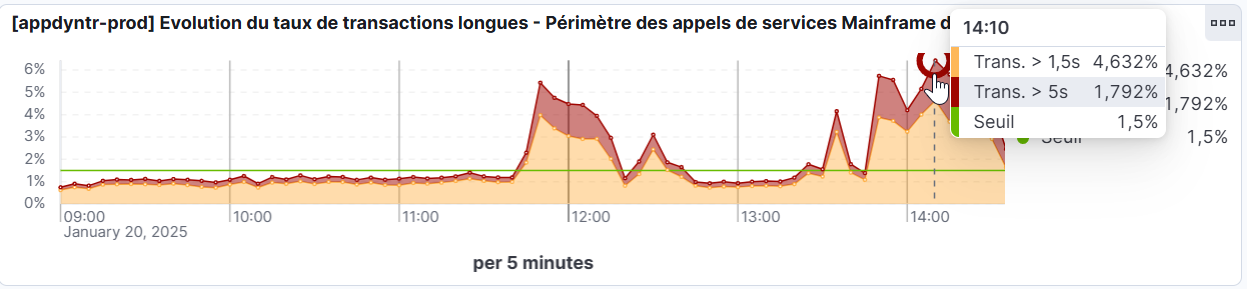 [appdyntr-prod] Evolution du taux de transactions longues - Périmètre des appels de services Mainframe d
14:10
Trans. > 1,5s 4,632%
Trans. > 5s 1,792%
Seuil 1,5%
4,632%
1,792%
Seuil 1,5%
6%
5%
4%
3%
2%
1%
0%
09:00 10:00 11:00 12:00 13:00 14:00
January 20, 2025
per 5 minutes